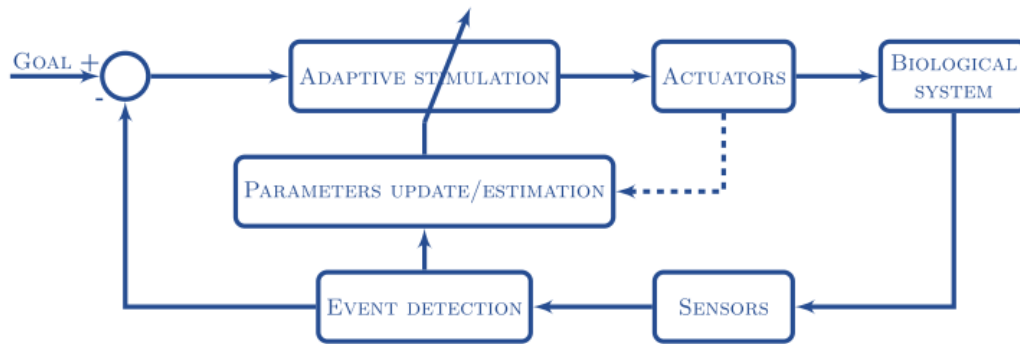 Goal +
-
Adaptive stimulation
Actuators
Biological
system
Parameters update/estimation
Event detection
Sensors